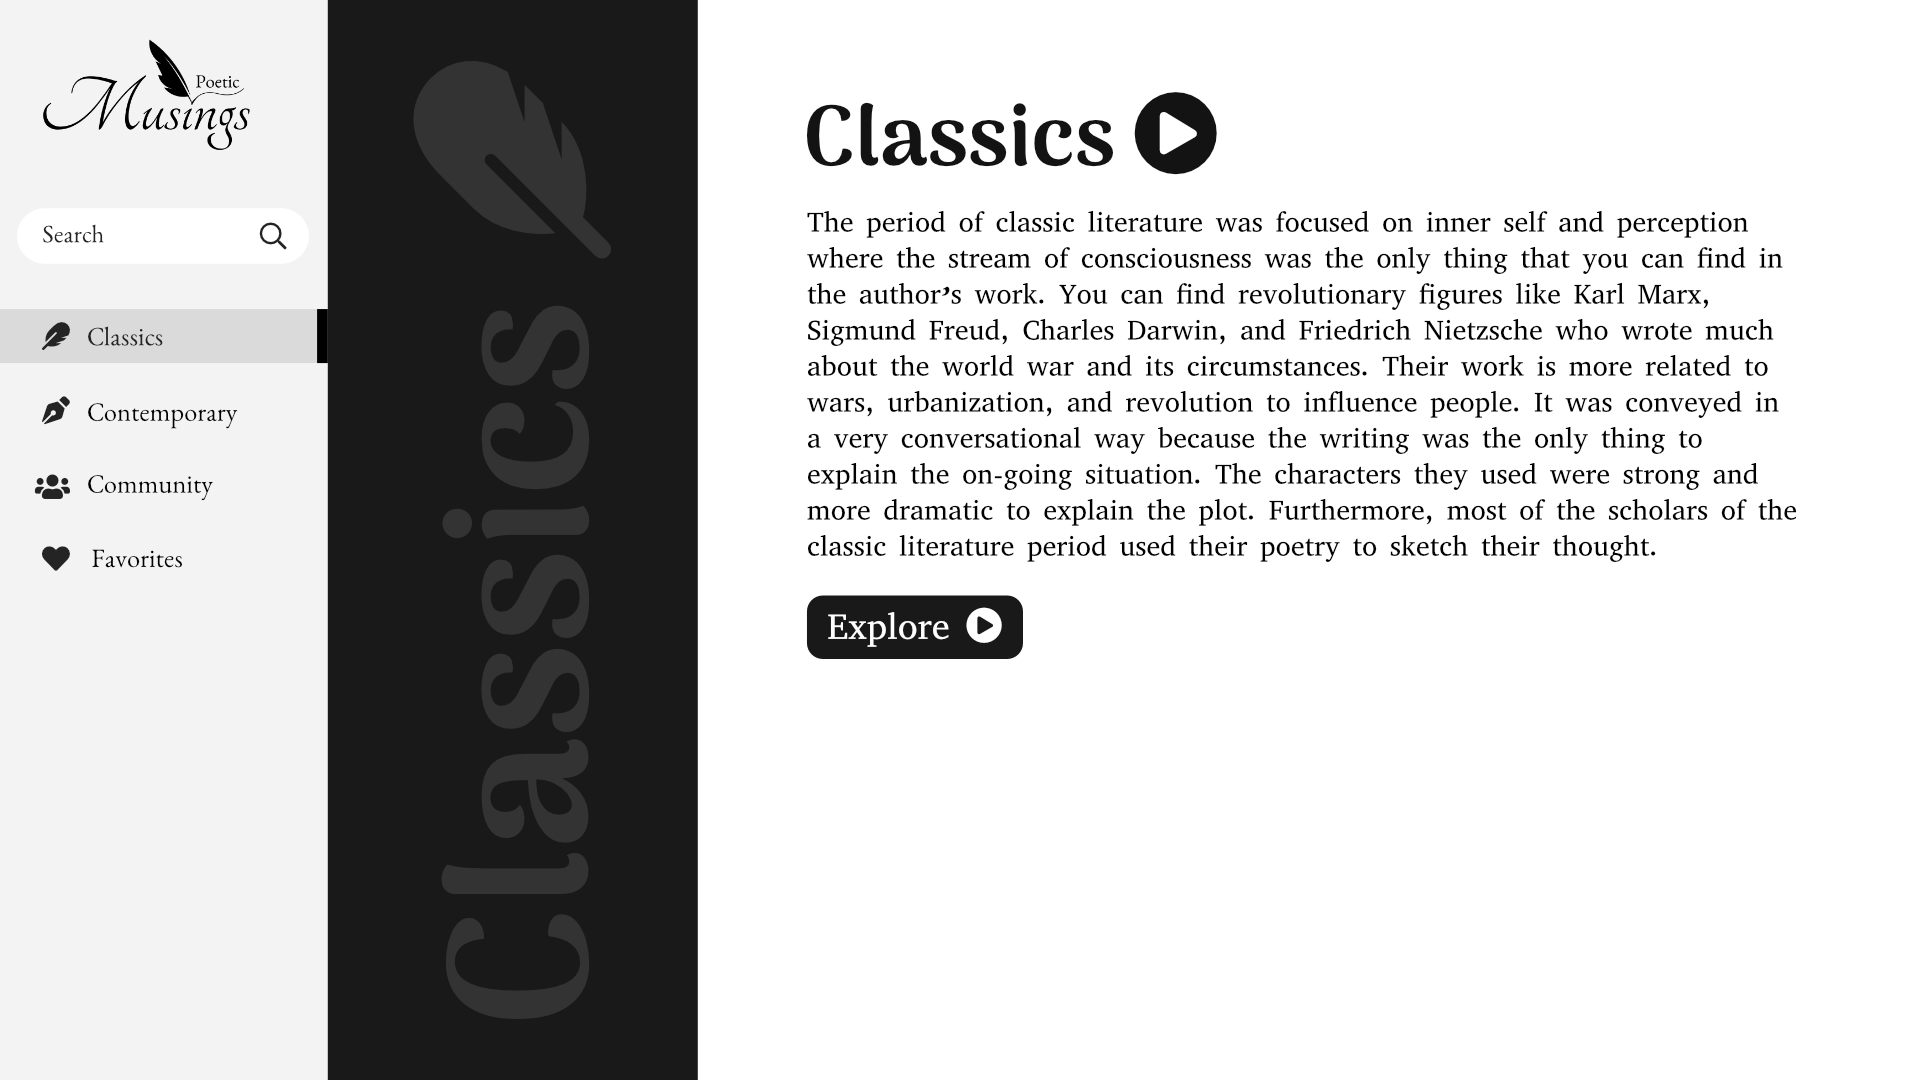 Poetic
Musings
Search
Classics
Contemporary
Community
Favorites
Classics
Classics
The period of classic literature was focused on inner self and perception
where the stream of consciousness was the only thing that you can find in
the author’s work. You can find revolutionary figures like Karl Marx,
Sigmund Freud, Charles Darwin, and Friedrich Nietzsche who wrote much
about the world war and its circumstances. Their work is more related to
wars, urbanization, and revolution to influence people. It was conveyed in
a very conversational way because the writing was the only thing to
explain the on-going situation. The characters they used were strong and
more dramatic to explain the plot. Furthermore, most of the scholars of the
classic literature period used their poetry to sketch their thought.
Explore